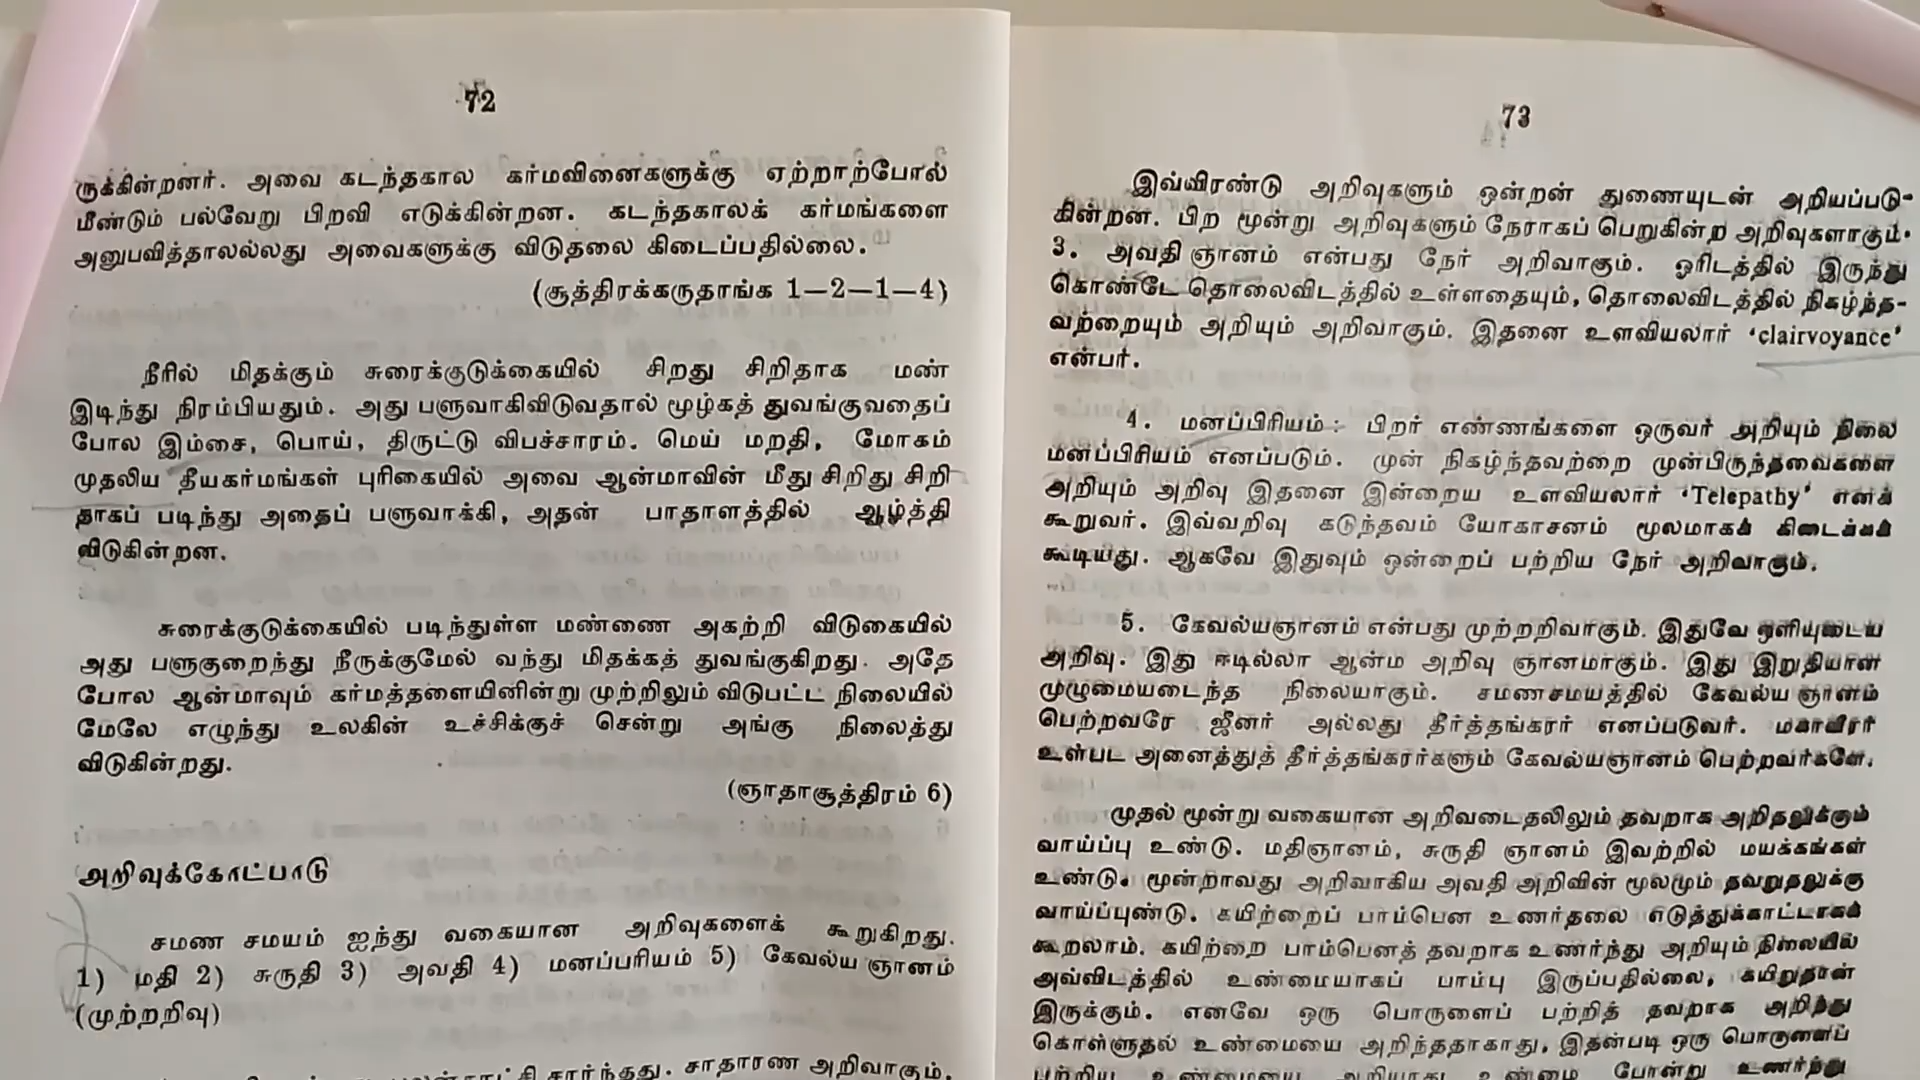 72
ருக்கின்றனர். அவை கடந்தகால கர்மவினைகளுக்கு ஏற்றாற்போல்
மீண்டும் பல்வேறு பிறவி எடுக்கின்றன. கடந்தகாலக் கர்மங்களை
அனுபவித்தாலல்லது அவைகளுக்கு விடுதலை கிடைப்பதில்லை.
(சூத்திரக்கருதாங்க 1—2—1—4)
நீரில் மிதக்கும் சுரைக்குடுக்கையில் சிறது சிறிதாக மண்
இடிந்து நிரம்பியதும். அது பளுவாகிவிடுவதால் மூழ்கத் துவங்குவதைப்
போல இம்சை, பொய், திருட்டு விபச்சாரம். மெய் மறதி, மோகம்
முதலிய தீயகர்மங்கள் புரிகையில் அவை ஆன்மாவின் மீது சிறிது சிறி
தாகப் படிந்து அதைப் பளுவாக்கி, அதன் பாதாளத்தில் ஆழ்த்தி
விடுகின்றன.
சுரைக்குடுக்கையில் படிந்துள்ள மண்ணை அகற்றி விடுகையில்
அது பளுகுறைந்து நீருக்குமேல் வந்து மிதக்கத் துவங்குகிறது. அதே
போல ஆன்மாவும் கர்மத்தளையினின்று முற்றிலும் விடுபட்ட நிலையில்
மேலே எழுந்து உலகின் உச்சிக்குச் சென்று அங்கு நிலைத்து
விடுகின்றது.
(ஞாதாசூத்திரம் 6)
அறிவுக்கோட்பாடு
சமண சமயம் ஐந்து வகையான அறிவுகளைக் கூறுகிறது.
1) மதி 2) சுருதி 3) அவதி 4) மனப்பரியம் 5) கேவல்ய ஞானம்
(முற்றறிவு)
சார்ந்தது. சாதாரண அறிவாகும்.
73
இவ்விரண்டு அறிவுகளும் ஒன்றன் துணையுடன் அறியப்படு-
கின்றன. பிற மூன்று அறிவுகளும் நேராகப் பெறுகின்ற அறிவுகளாகும்.
3. அவதி ஞானம் என்பது நேர் அறிவாகும். ஓரிடத்தில் இருந்து
கொண்டே தொலைவிடத்தில் உள்ளதையும், தொலைவிடத்தில் நிகழ்ந்த-
வற்றையும் அறியும் அறிவாகும். இதனை உளவியலார் ‘clairvoyance’
என்பர்.
4. மனப்பிரியம் : பிறர் எண்ணங்களை ஒருவர் அறியும் நிலை
மனப்பிரியம் எனப்படும். முன் நிகழ்ந்தவற்றை முன்பிருந்தவைகளை
அறியும் அறிவு இதனை இன்றைய உளவியலார் ‘Telepathy’ எனக்
கூறுவர். இவ்வறிவு கடுந்தவம் யோகாசனம் மூலமாகக் கிடைக்கக்
கூடியது. ஆகவே இதுவும் ஒன்றைப் பற்றிய நேர் அறிவாகும்.
5. கேவல்யஞானம் என்பது முற்றறிவாகும். இதுவே ஒளியுடைய
அறிவு. இது ஈடில்லா ஆன்ம அறிவு ஞானமாகும். இது இறுதியான
முழுமையடைந்த நிலையாகும். சமணசமயத்தில் கேவல்ய ஞானம்
பெற்றவரே ஜீனர் அல்லது தீர்த்தங்கரர் எனப்படுவர். மகாவீரர்
உள்பட அனைத்துத் தீர்த்தங்கரர்களும் கேவல்யஞானம் பெற்றவர்களே.
முதல் மூன்று வகையான அறிவடைதலிலும் தவறாக அறிதலுக்கும்
வாய்ப்பு உண்டு. மதிஞானம், சுருதி ஞானம் இவற்றில் மயக்கங்கள்
உண்டு. மூன்றாவது அறிவாகிய அவதி அறிவின் மூலமும் தவறுதலுக்கு
வாய்ப்புண்டு. கயிற்றைப் பாம்பென உணர்தலை எடுத்துக்காட்டாகக்
கூறலாம். கயிற்றை பாம்பெனத் தவறாக உணர்ந்து அறியும் நிலையில்
அவ்விடத்தில் உண்மையாகப் பாம்பு இருப்பதில்லை, கயிறுதான்
இருக்கும். எனவே ஒரு பொருளைப் பற்றித் தவறாக அறிந்து
கொள்ளுதல் உண்மையை அறிந்ததாகாது, இதன்படி ஒரு பொருளைப்
பற்றிய உண்மையை அறியாது உண்மை போன்று உணர்ந்து